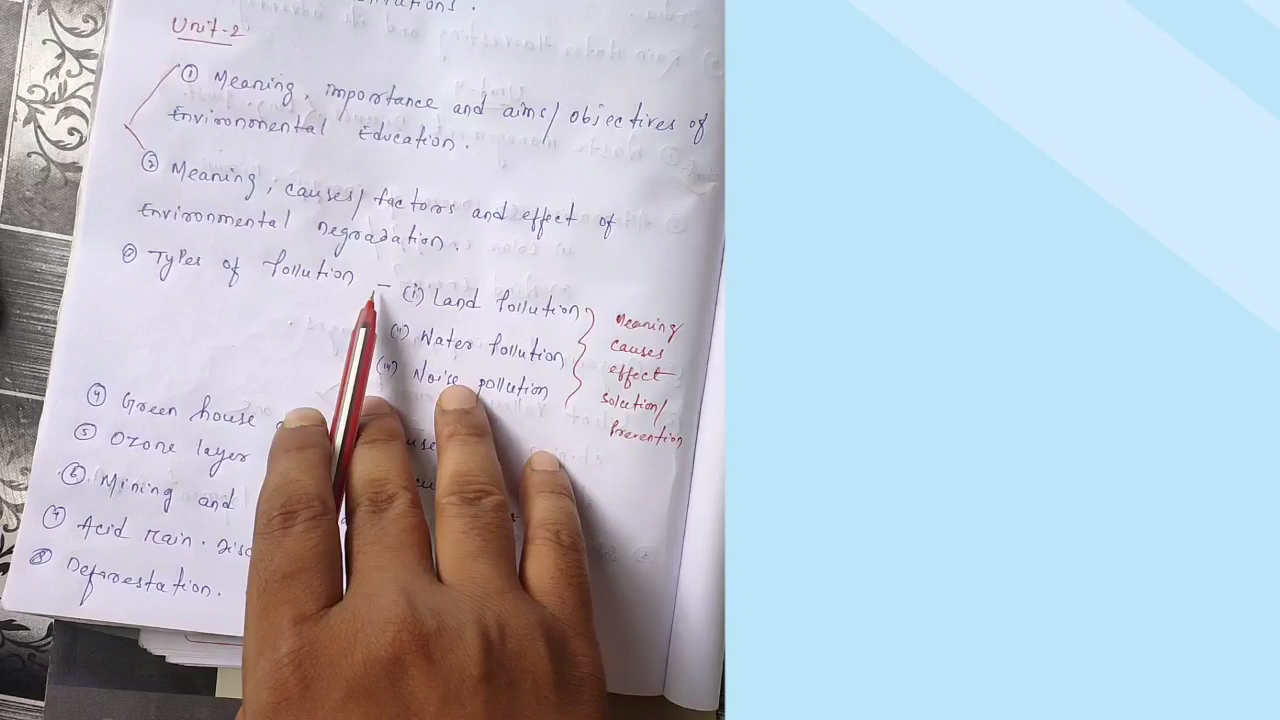 Unit-2
① Meaning, importance and aims/objectives of
Environmental Education.
② Meaning, causes/factors and effect of
Environmental Degradation.
③ Types of Pollution – (i) Land Pollution
(ii) Water Pollution
(iii) Noise pollution
Meaning
causes
effect
solution/
Prevention
④ Green house
⑤ Ozone layer
⑥ Mining and
⑦ Acid rain.
⑧ Deforestation.